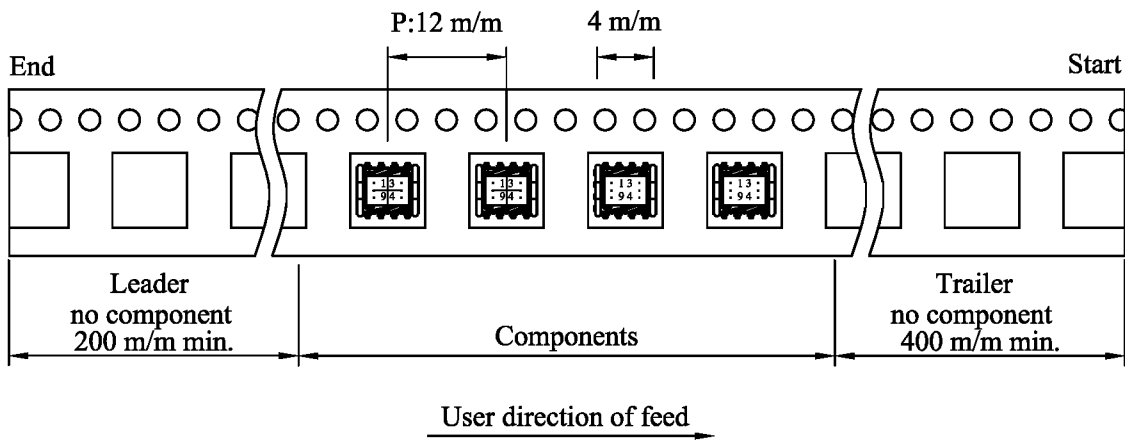 P:12 m/m
4 m/m
End
Start
13
94
13
94
13
94
13
94
Leader
no component
200 m/m min.
Components
Trailer
no component
400 m/m min.
User direction of feed